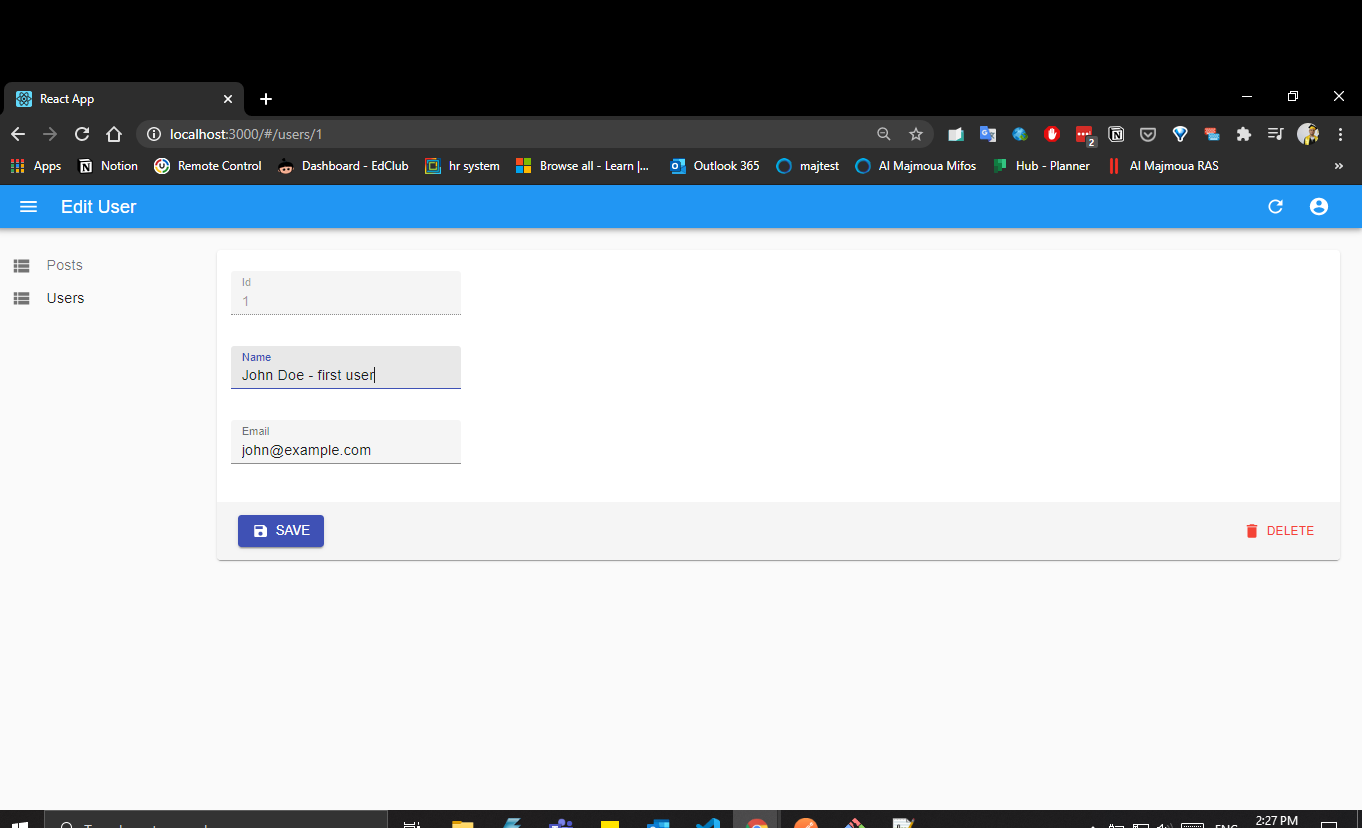 React App
localhost:3000/#/users/1
2
Apps Notion Remote Control Dashboard - EdClub hr system Browse all - Learn |... Outlook 365 majtest Al Majmoua Mifos Hub - Planner Al Majmoua RAS »
Edit User
Posts
Users
Id
1
Name
John Doe - first user
Email
john@example.com
SAVE
DELETE
2:27 PM